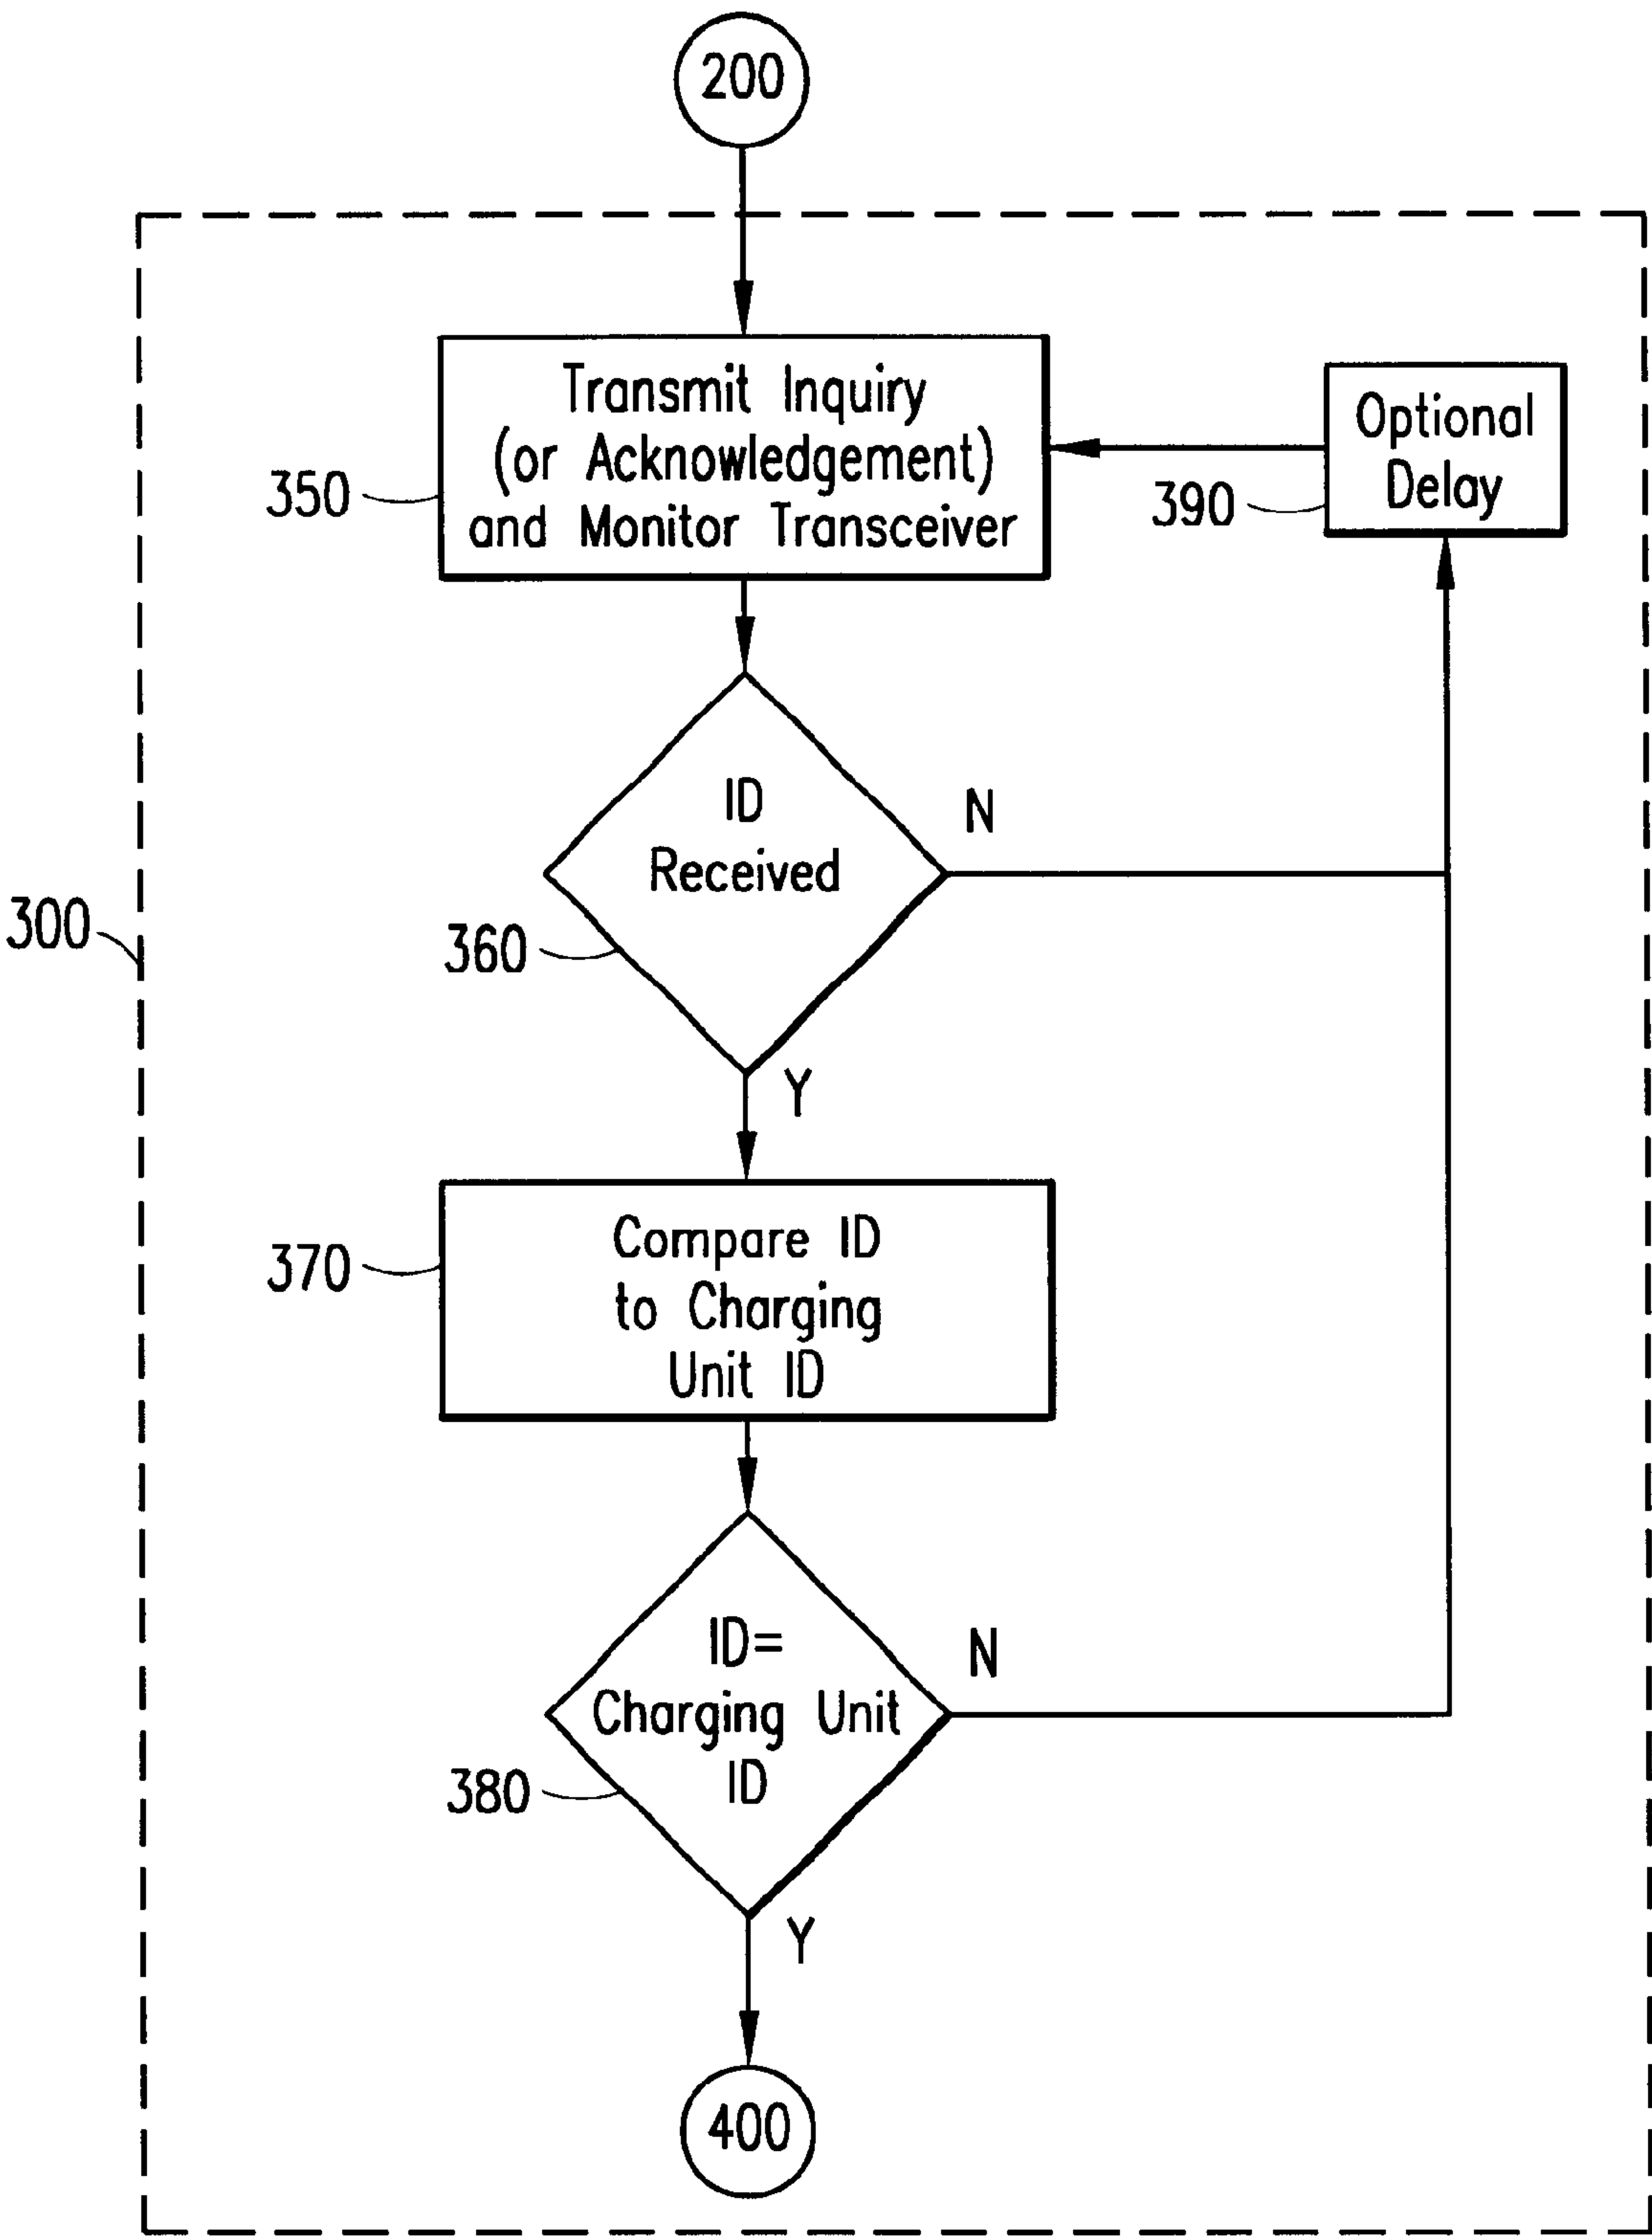 200
Transmit Inquiry
(or Acknowledgement)
and Monitor Transceiver
350
Optional
Delay
390
ID
Received
N
360
300
Y
Compare ID
to Charging
Unit ID
370
ID=
Charging Unit
ID
N
380
Y
400